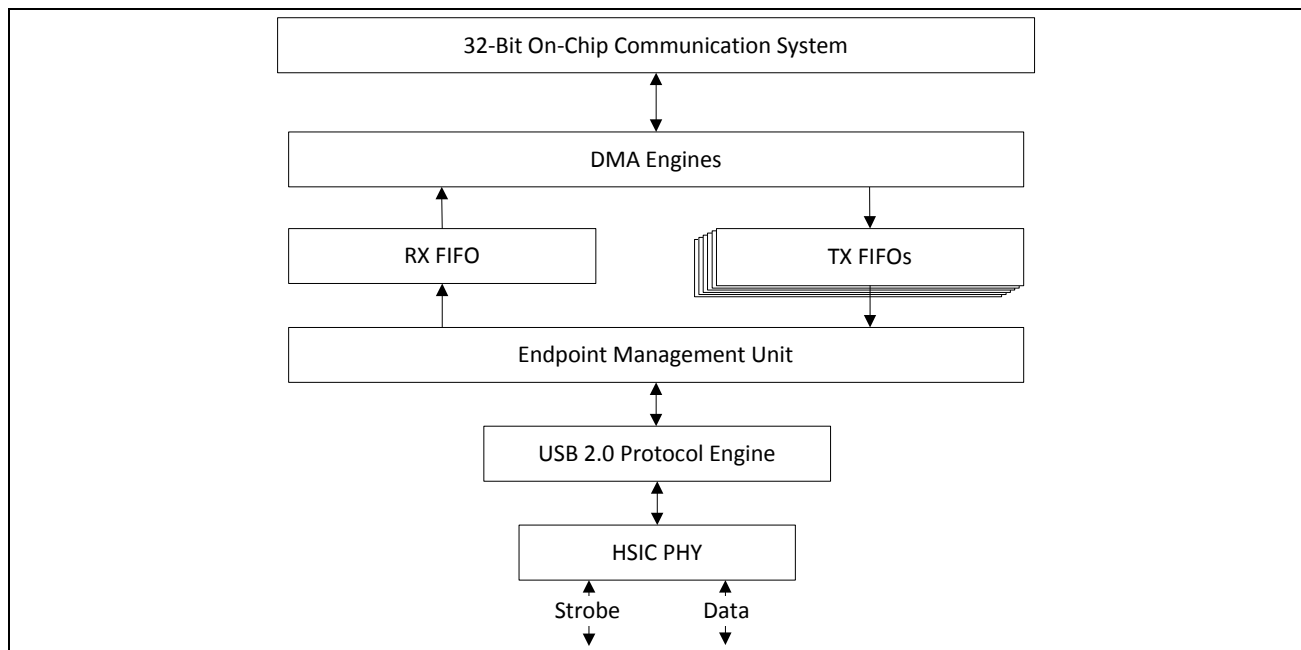 32-Bit On-Chip Communication System
DMA Engines
RX FIFO
TX FIFOs
Endpoint Management Unit
USB 2.0 Protocol Engine
HSIC PHY
Strobe
Data